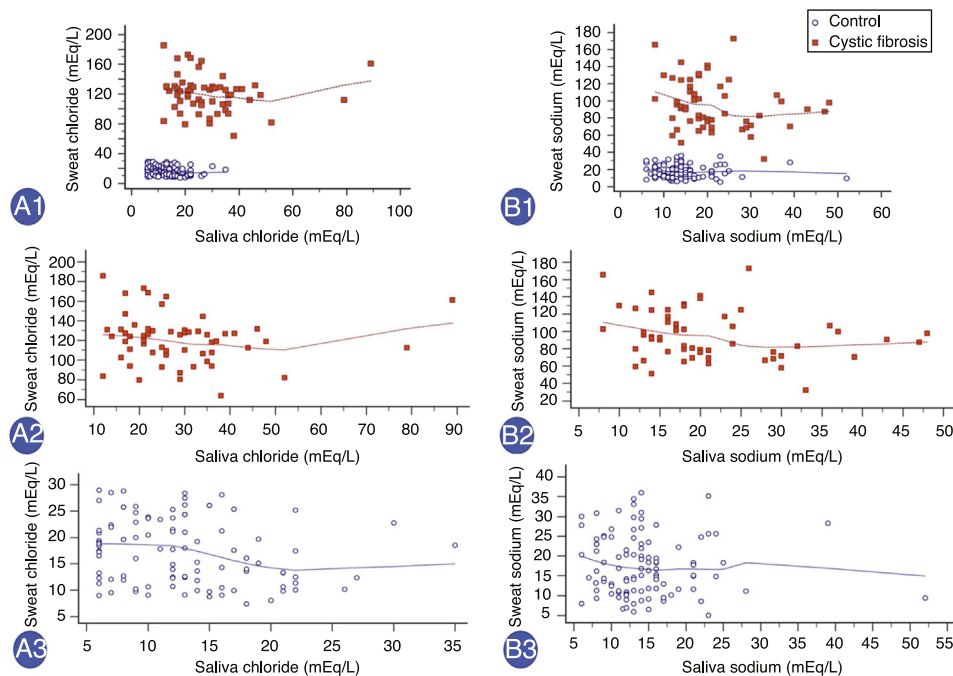 Control
Cystic fibrosis
A1
Sweat chloride (mEq/L)
200
160
120
80
40
0
0 20 40 60 80 100
Saliva chloride (mEq/L)
B1
Sweat sodium (mEq/L)
180
160
140
120
100
80
60
40
20
0
0 10 20 30 40 50 60
Saliva sodium (mEq/L)
A2
Sweat chloride (mEq/L)
200
180
160
140
120
100
80
60
10 20 30 40 50 60 70 80 90
Saliva chloride (mEq/L)
B2
Sweat sodium (mEq/L)
180
160
140
120
100
80
60
40
20
5 10 15 20 25 30 35 40 45 50
Saliva sodium (mEq/L)
A3
Sweat chloride (mEq/L)
30
25
20
15
10
5
5 10 15 20 25 30 35
Saliva chloride (mEq/L)
B3
Sweat sodium (mEq/L)
40
35
30
25
20
15
10
5
5 10 15 20 25 30 35 40 45 50 55
Saliva sodium (mEq/L)